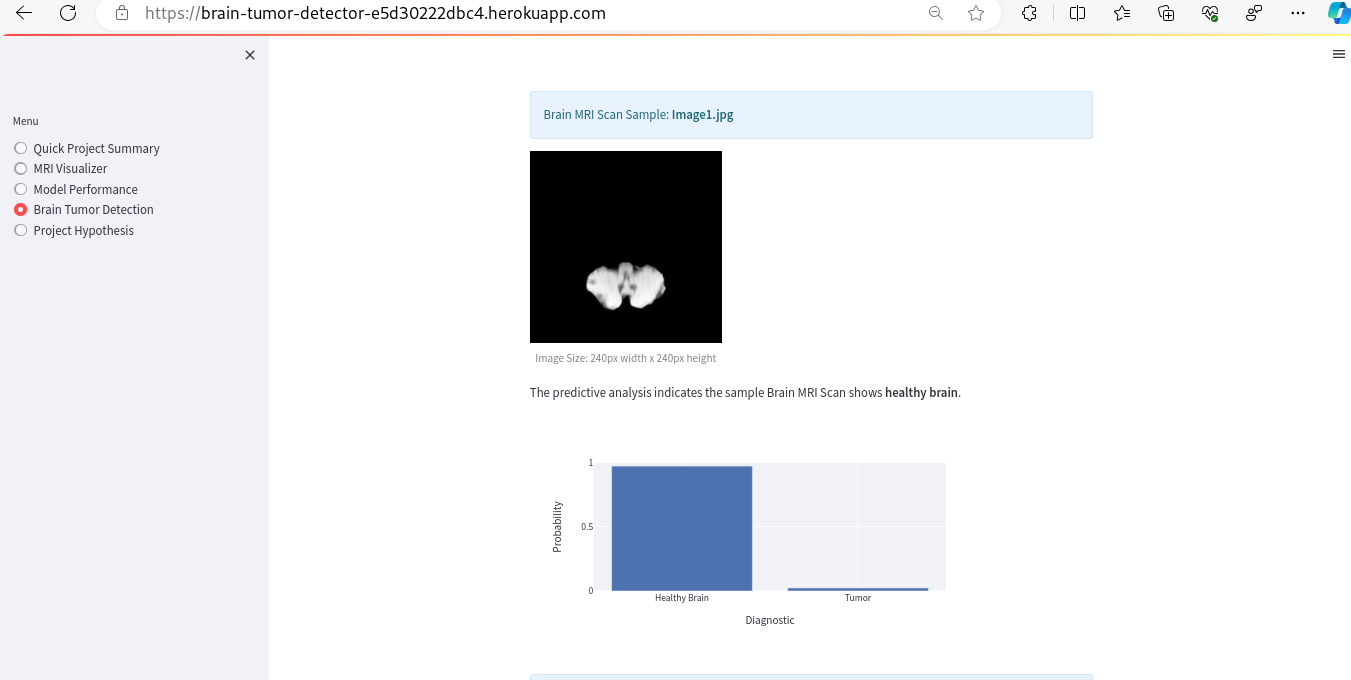 https://brain-tumor-detector-e5d30222dbc4.herokuapp.com
Menu
Quick Project Summary
MRI Visualizer
Model Performance
Brain Tumor Detection
Project Hypothesis
Brain MRI Scan Sample: Image1.jpg
Image Size: 240px width x 240px height
The predictive analysis indicates the sample Brain MRI Scan shows healthy brain.
1
0.5
0
Probability
Healthy Brain Tumor
Diagnostic